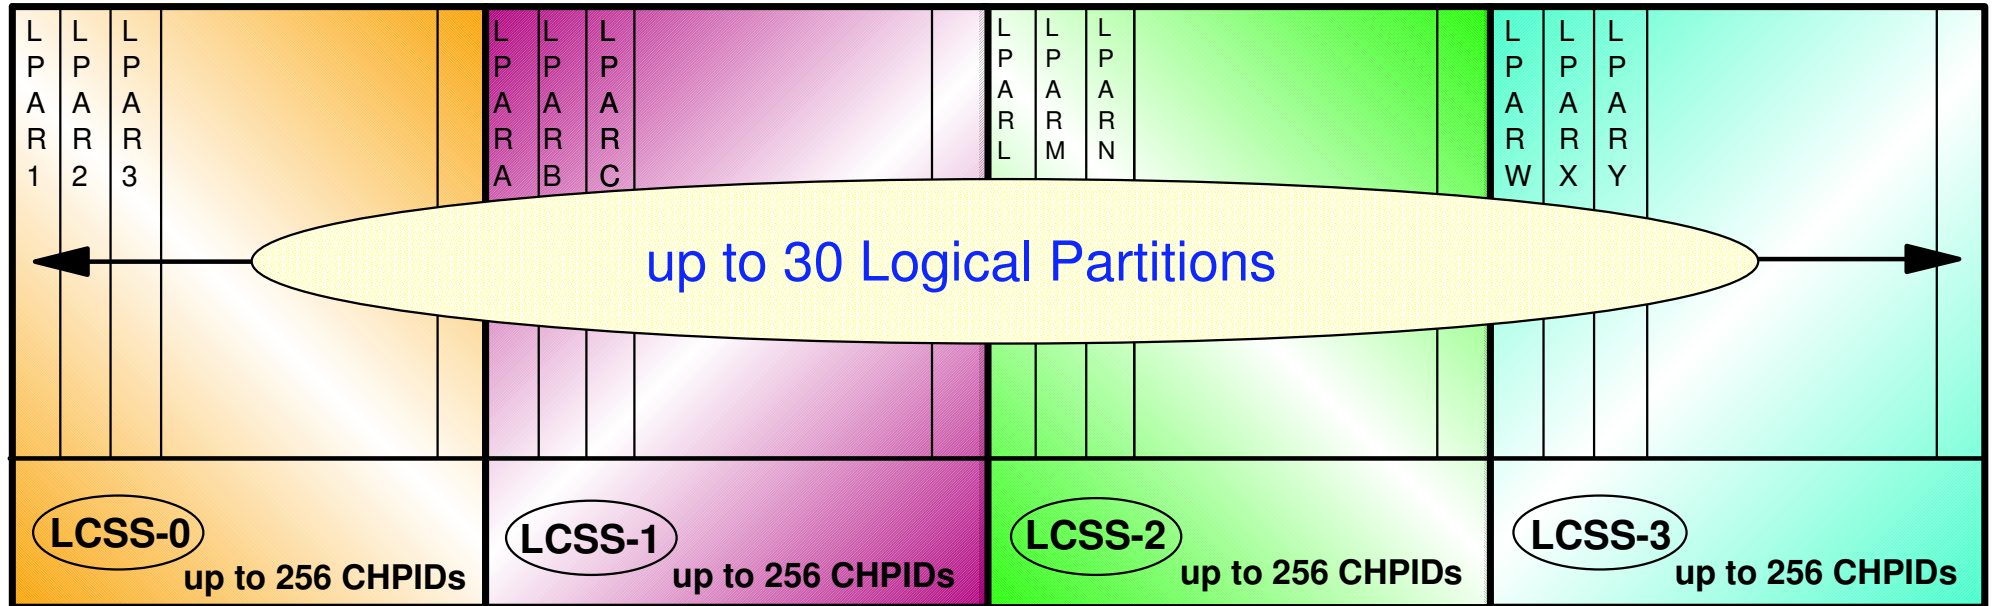 LPAR1
LPAR2
LPAR3
LPARA
LPARB
LPARC
LPARL
LPARM
LPARN
LPARW
LPARX
LPARY
up to 30 Logical Partitions
LCSS-0
up to 256 CHPIDs
LCSS-1
up to 256 CHPIDs
LCSS-2
up to 256 CHPIDs
LCSS-3
up to 256 CHPIDs